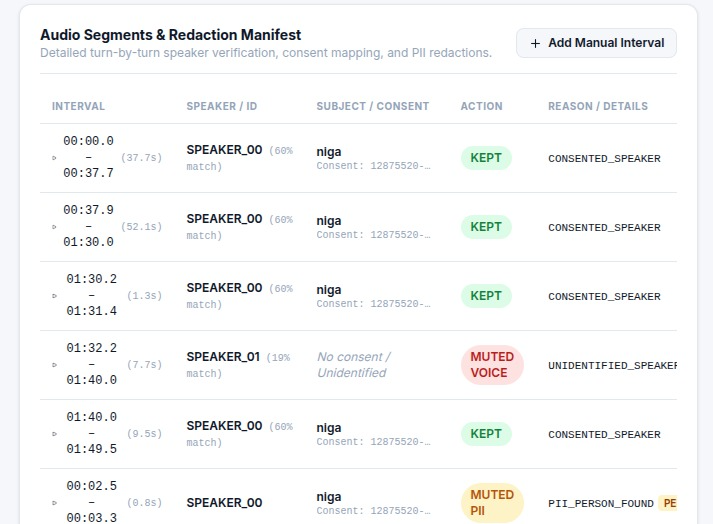 Audio Segments & Redaction Manifest
Detailed turn-by-turn speaker verification, consent mapping, and PII redactions.
+ Add Manual Interval
INTERVAL SPEAKER / ID SUBJECT / CONSENT ACTION REASON / DETAILS
00:00.0 – 00:37.7 (37.7s) SPEAKER_00 (60% match) niga Consent: 12875520-… KEPT CONSENTED_SPEAKER
00:37.9 – 01:30.0 (52.1s) SPEAKER_00 (60% match) niga Consent: 12875520-… KEPT CONSENTED_SPEAKER
01:30.2 – 01:31.4 (1.3s) SPEAKER_00 (60% match) niga Consent: 12875520-… KEPT CONSENTED_SPEAKER
01:32.2 – 01:40.0 (7.7s) SPEAKER_01 (19% match) No consent / Unidentified MUTED VOICE UNIDENTIFIED_SPEAKER
01:40.0 – 01:49.5 (9.5s) SPEAKER_00 (60% match) niga Consent: 12875520-… KEPT CONSENTED_SPEAKER
00:02.5 – 00:03.3 (0.8s) SPEAKER_00 niga Consent: 12875520-… MUTED PII PII_PERSON_FOUND PE